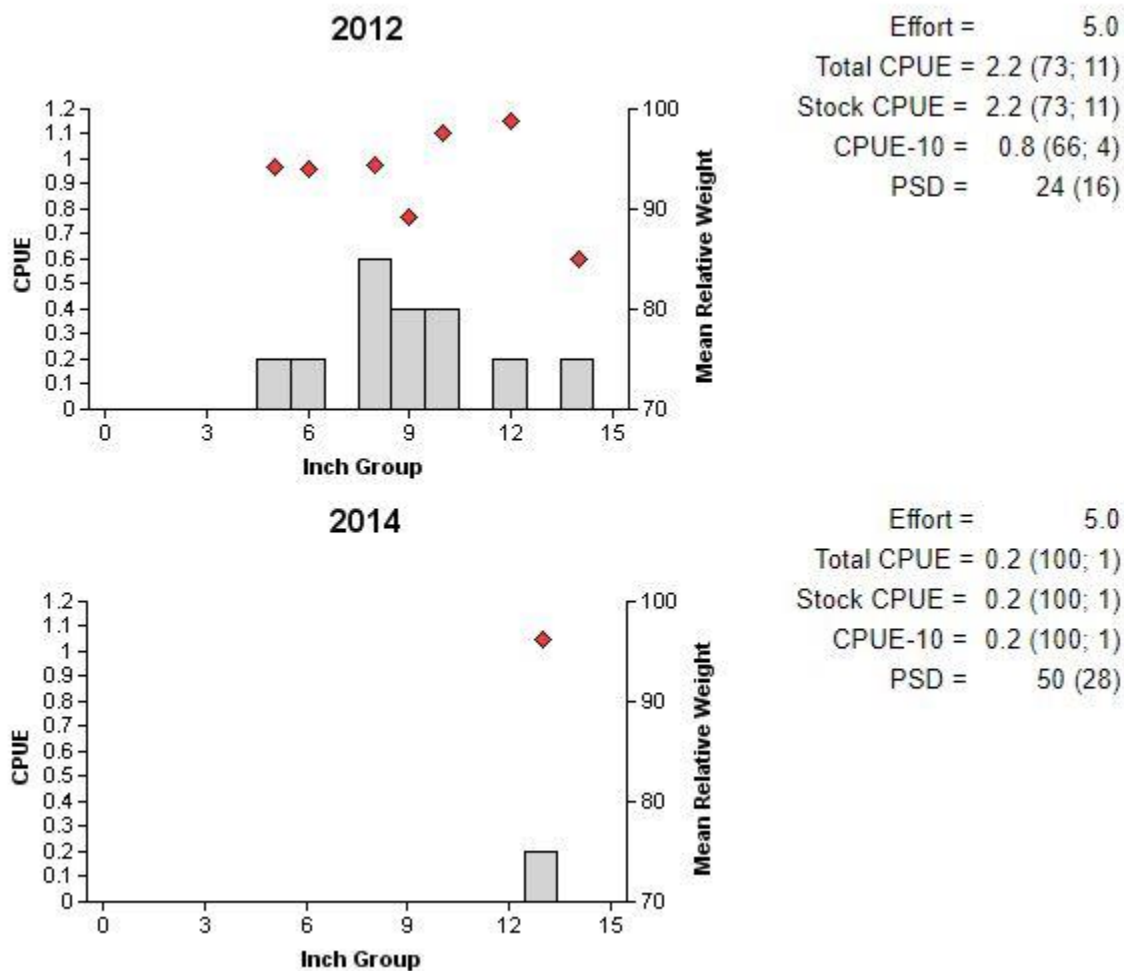 2012
Effort = 5.0
Total CPUE = 2.2 (73; 11)
Stock CPUE = 2.2 (73; 11)
CPUE-10 = 0.8 (66; 4)
PSD = 24 (16)
CPUE
1.2
1.1
1
0.9
0.8
0.7
0.6
0.5
0.4
0.3
0.2
0.1
0
100
90
80
70
Mean Relative Weight
0 3 6 9 12 15
Inch Group
2014
Effort = 5.0
Total CPUE = 0.2 (100; 1)
Stock CPUE = 0.2 (100; 1)
CPUE-10 = 0.2 (100; 1)
PSD = 50 (28)
CPUE
1.2
1.1
1
0.9
0.8
0.7
0.6
0.5
0.4
0.3
0.2
0.1
0
100
90
80
70
Mean Relative Weight
0 3 6 9 12 15
Inch Group